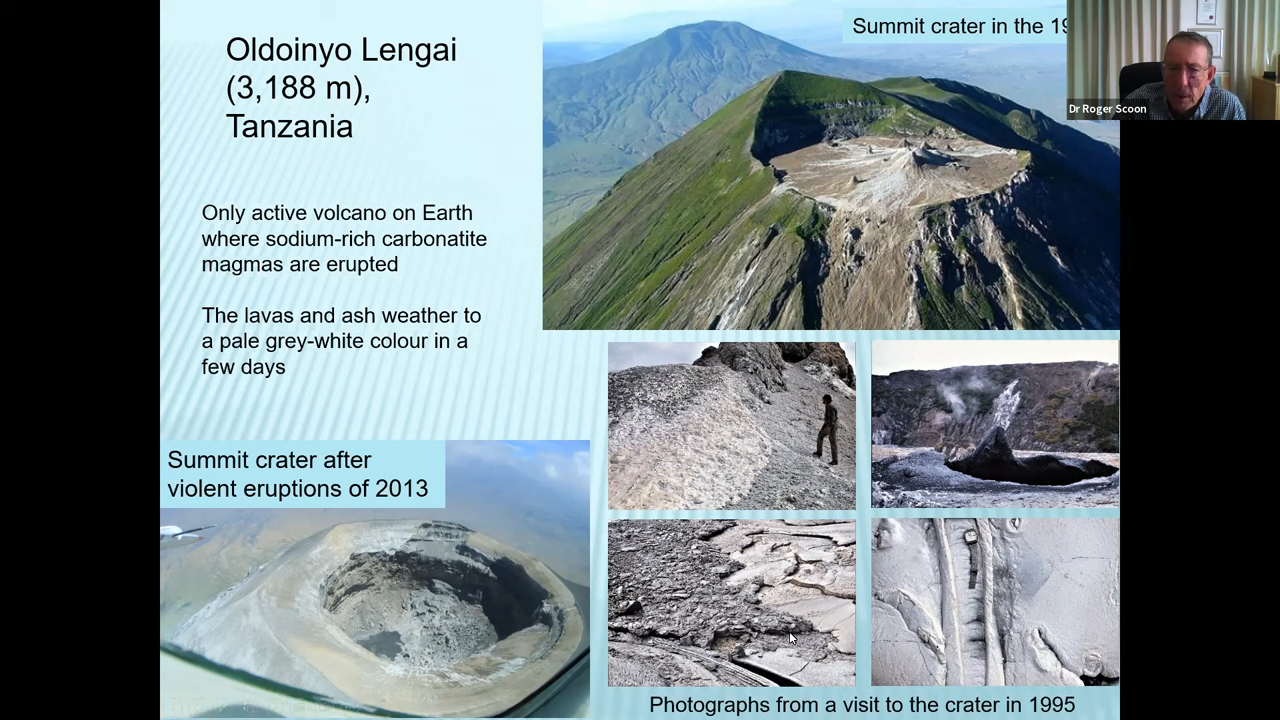 Oldoinyo Lengai
(3,188 m),
Tanzania
Summit crater in the 19
Dr Roger Scoon
Only active volcano on Earth
where sodium-rich carbonatite
magmas are erupted
The lavas and ash weather to
a pale grey-white colour in a
few days
Summit crater after
violent eruptions of 2013
Photographs from a visit to the crater in 1995